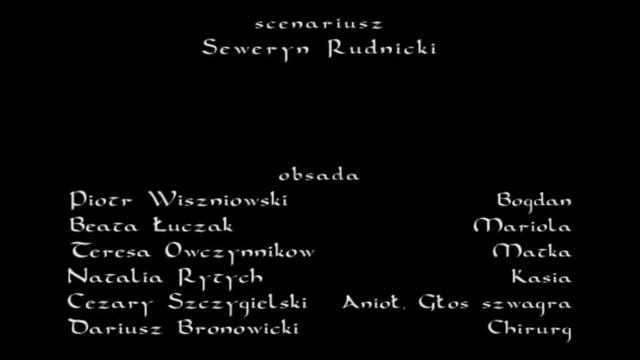 scenariusz
Seweryn Rudnicki
obsada
Piotr Wiszniowski Bogdan
Beata Łuczak Mariola
Teresa Owczynnikow Matka
Natalia Rytych Kasia
Cezary Szczygielski Anioł, Głos szwagra
Dariusz Bronowicki Chirurg